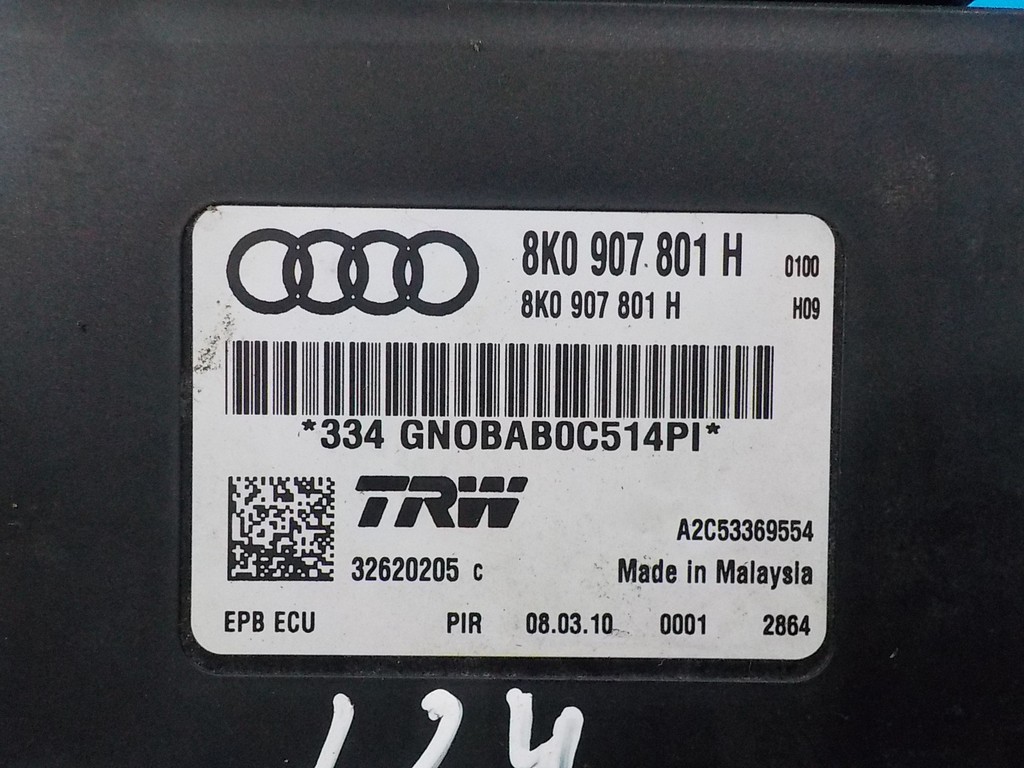 8K0 907 801 H 0100
8K0 907 801 H H09
*334 GNOBAB0C514PI*
TRW
A2C53369554
32620205 c Made in Malaysia
EPB ECU PIR 08.03.10 0001 2864